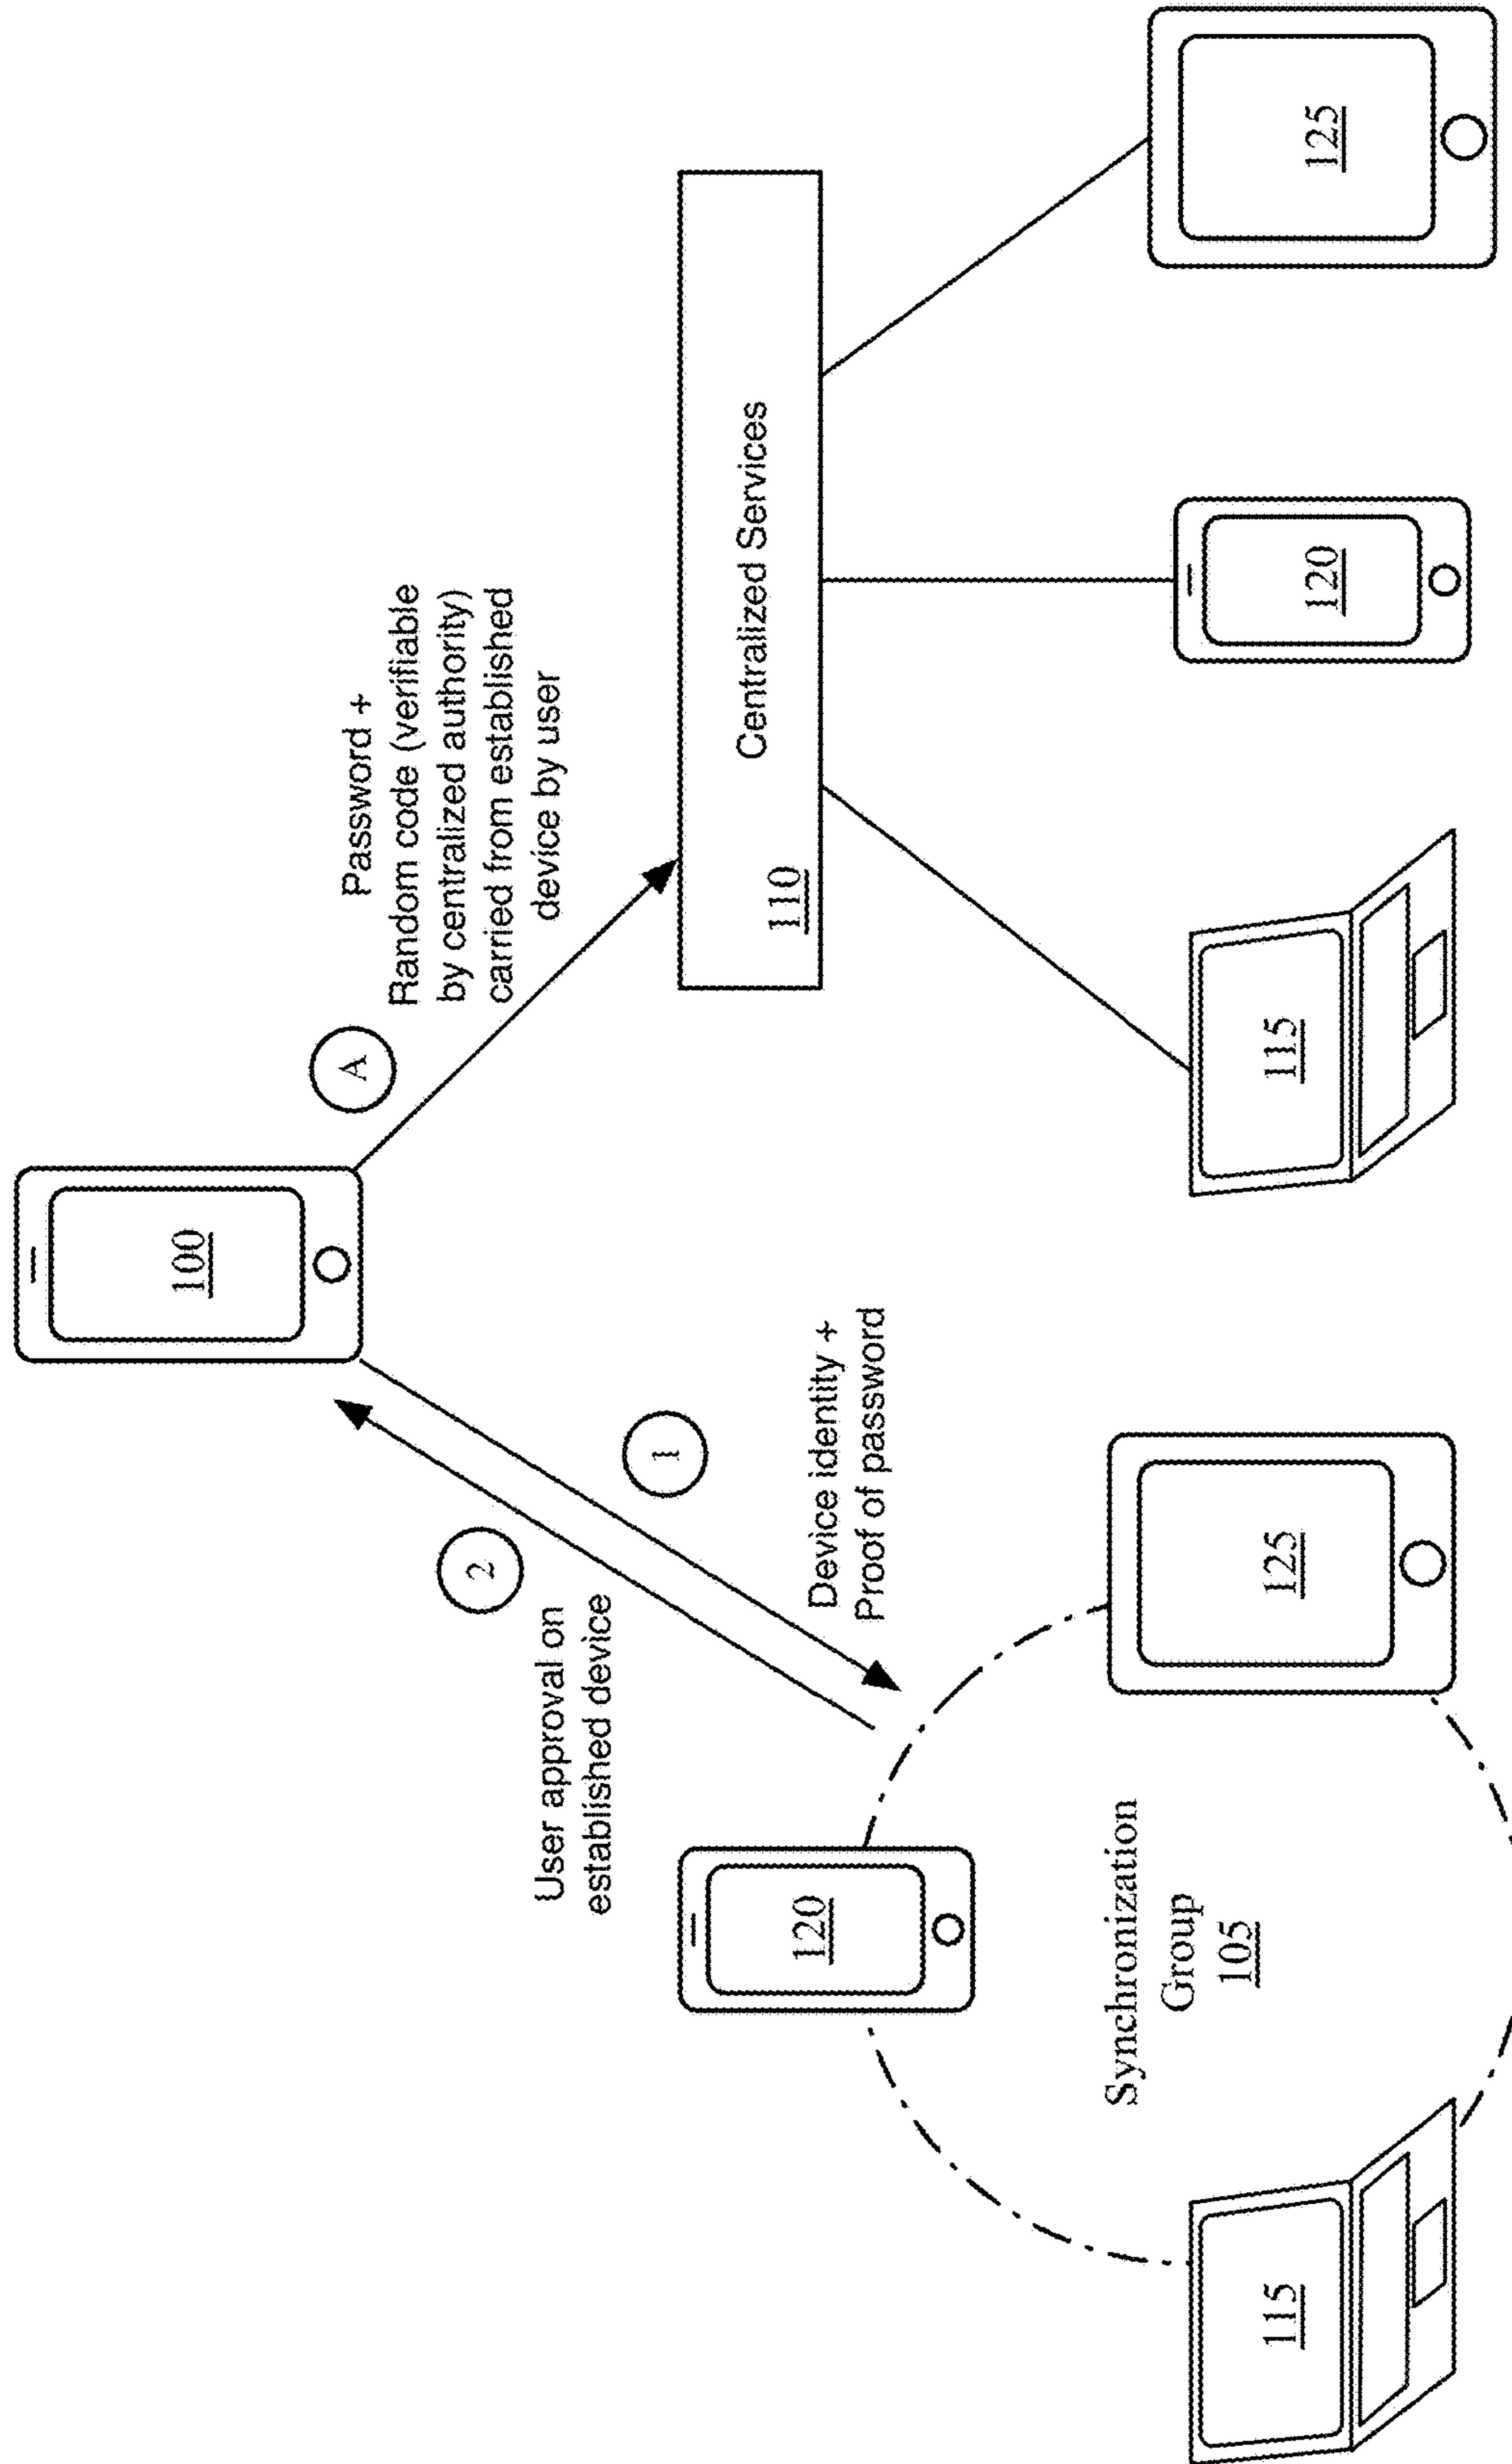 100
A
Password +
Random code (verifiable
by centralized authority)
carried from established
device by user
2
User approval on
established device
1
Device identity +
Proof of password
120
125
115
Synchronization
Group
105
Centralized Services
110
115
120
125